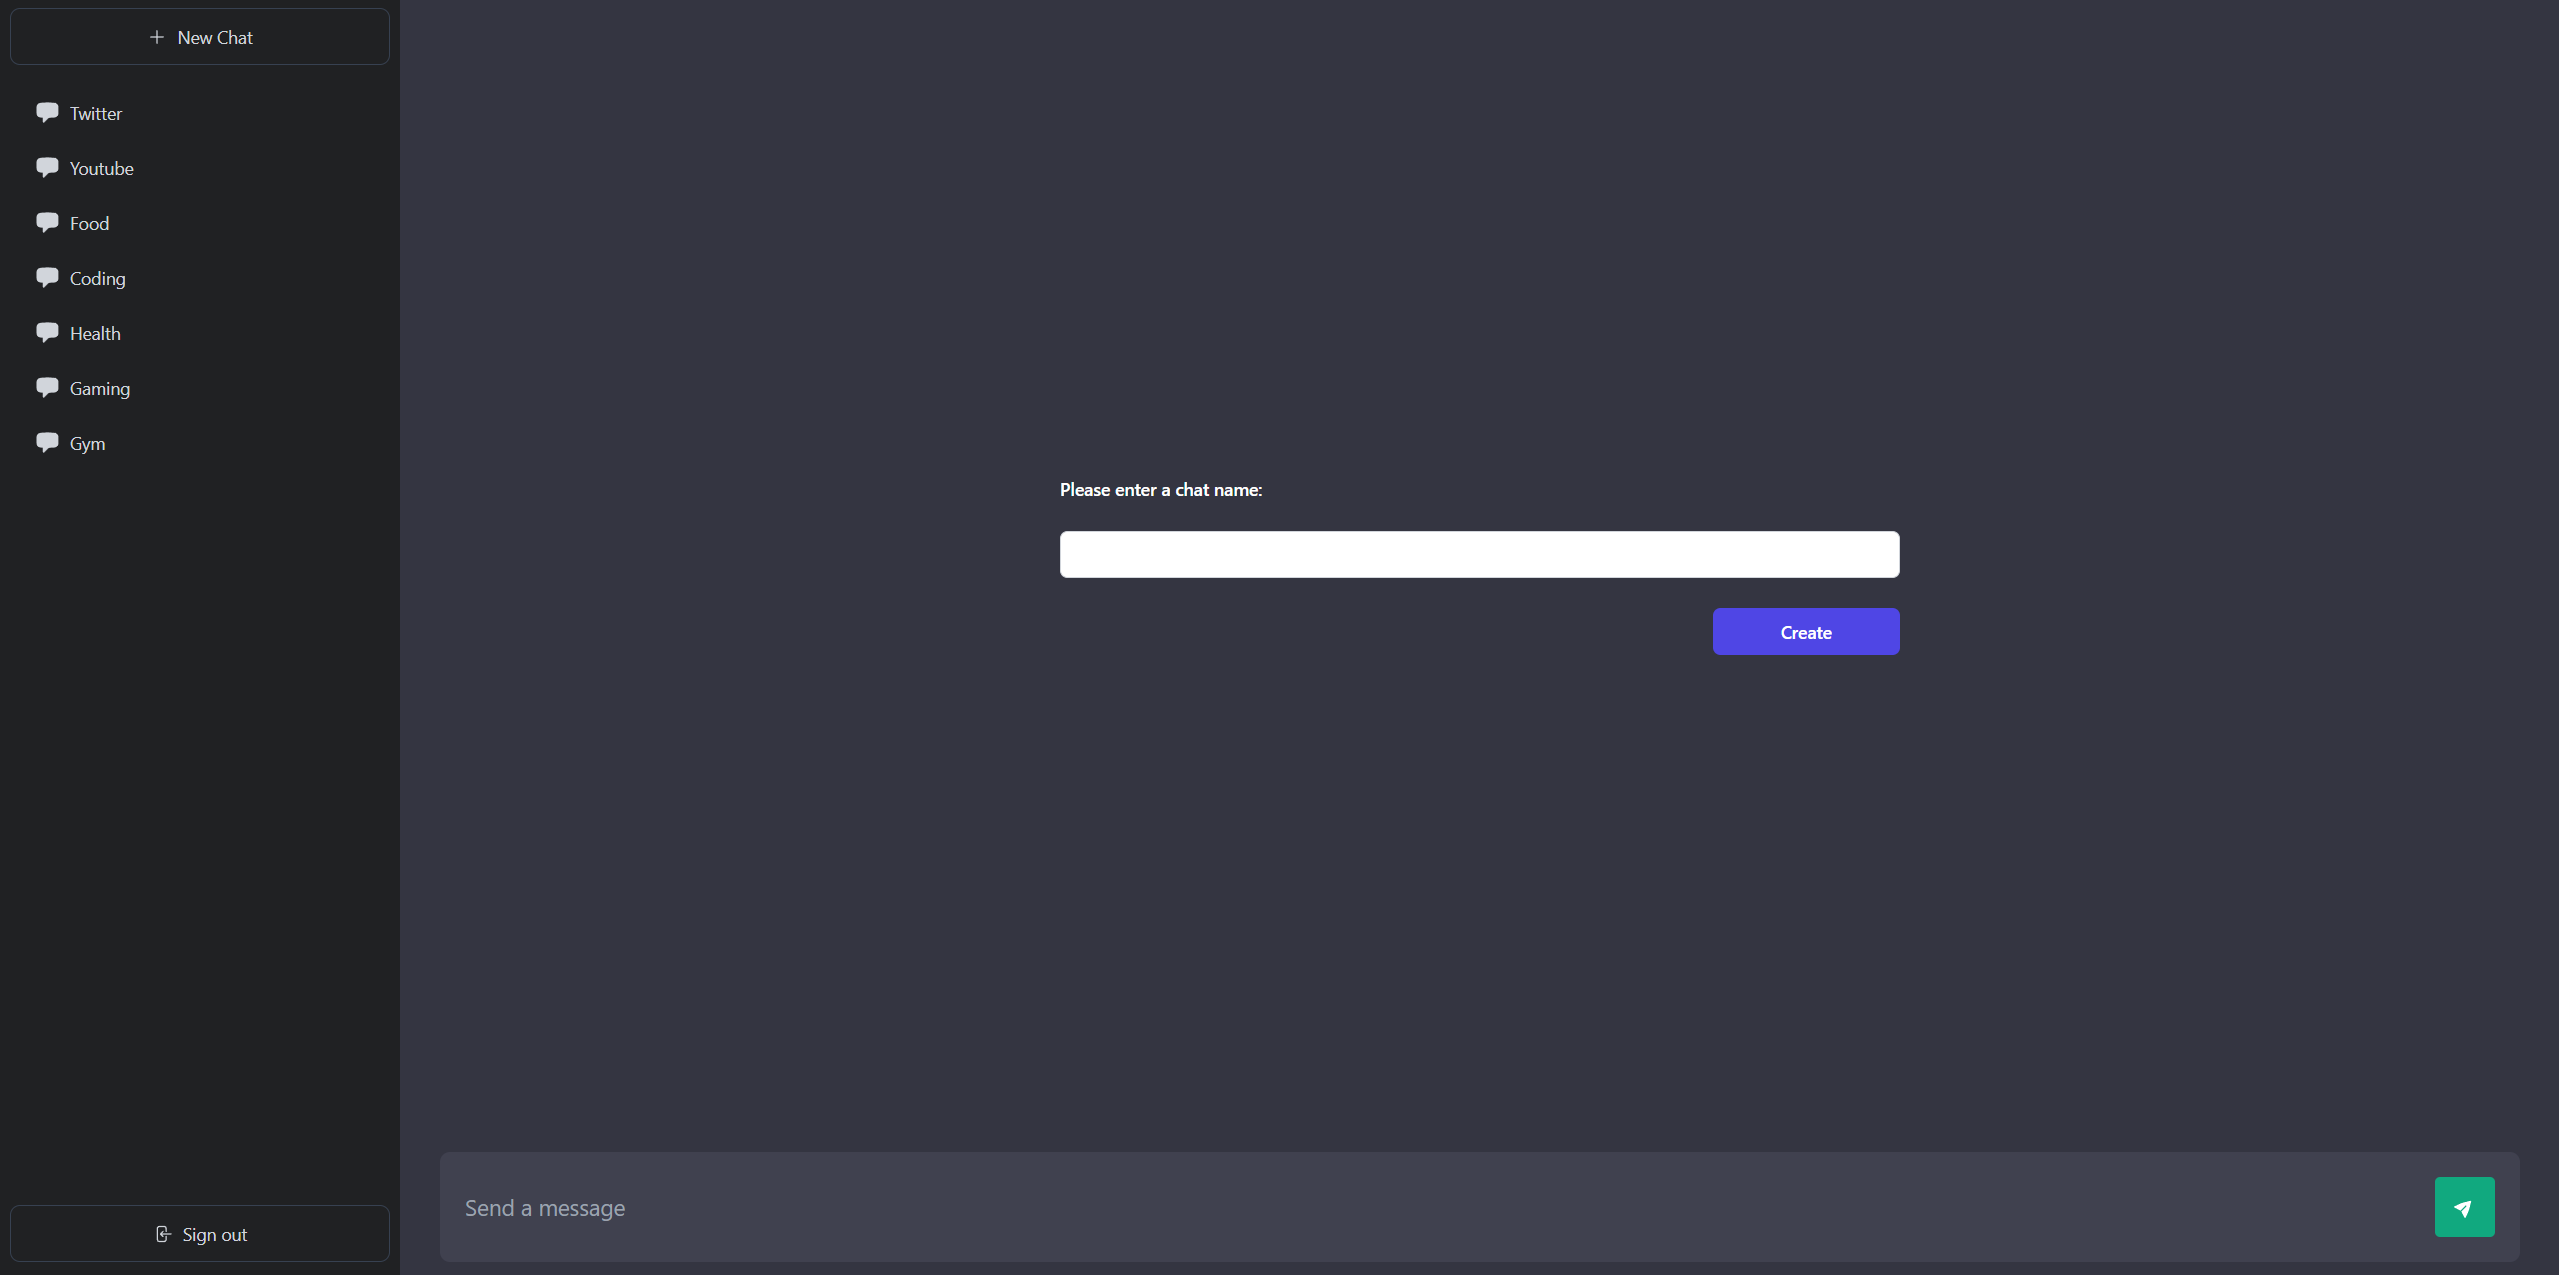 New Chat
Twitter
Youtube
Food
Coding
Health
Gaming
Gym
Please enter a chat name:
Create
Send a message
Sign out